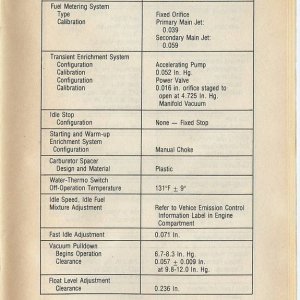 Fuel Metering System
Type Fixed Orifice
Calibration Primary Main Jet:
0.039
Secondary Main Jet:
0.059
Transient Enrichment System
Configuration Accelerating Pump
Calibration 0.052 In. Hg.
Configuration Power Valve
Calibration 0.016 in. orifice staged to
open at 4.725 In. Hg.
Manifold Vacuum
Idle Stop
Configuration None — Fixed Stop
Starting and Warm-up
Enrichment System
Configuration Manual Choke
Carburetor Spacer
Design and Material Plastic
Water-Thermo Switch
Off-Operation Temperature 131°F ± 9°
Idle Speed, Idle Fuel
Mixture Adjustment Refer to Vehice Emission Control
Information Label in Engine
Compartment
Fast Idle Adjustment 0.071 In.
Vacuum Pulldown
Begins Operation 6.7-8.3 In. Hg.
Clearance 0.057 ± 0.009 In.
at 9.8-12.0 In. Hg.
Float Level Adjustment
Clearance 0.236 in.